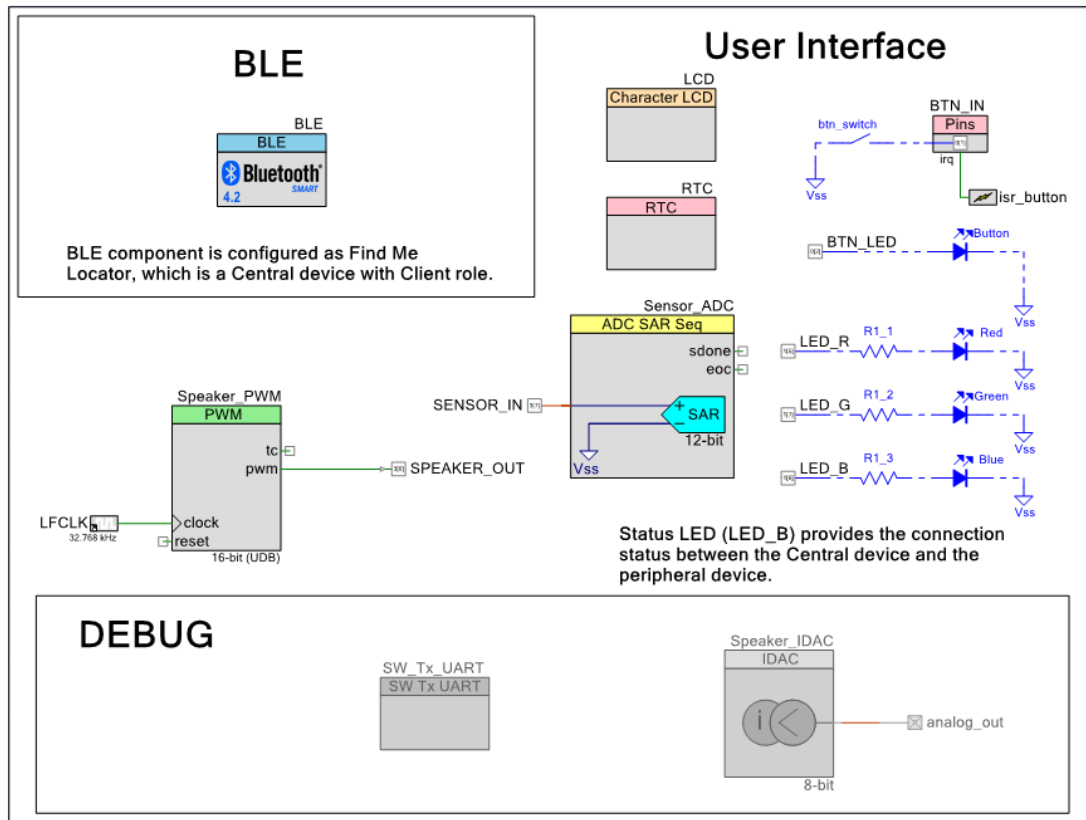 BLE
BLE
BLE
Bluetooth®
SMART
4.2
BLE component is configured as Find Me
Locator, which is a Central device with Client role.
User Interface
LCD
Character LCD
RTC
RTC
BTN_IN
Pins
btn_switch
irq
Vss
isr_button
BTN_LED
Button
Vss
Sensor_ADC
ADC SAR Seq
sdone
eoc
SENSOR_IN
+
SAR
−
12-bit
Vss
LED_R
R1_1
Red
Vss
LED_G
R1_2
Green
Vss
LED_B
R1_3
Blue
Vss
Speaker_PWM
PWM
tc
pwm
SPEAKER_OUT
LFCLK
32.768 kHz
clock
reset
16-bit (UDB)
Status LED (LED_B) provides the connection
status between the Central device and the
peripheral device.
DEBUG
SW_Tx_UART
SW Tx UART
Speaker_IDAC
IDAC
i
analog_out
8-bit